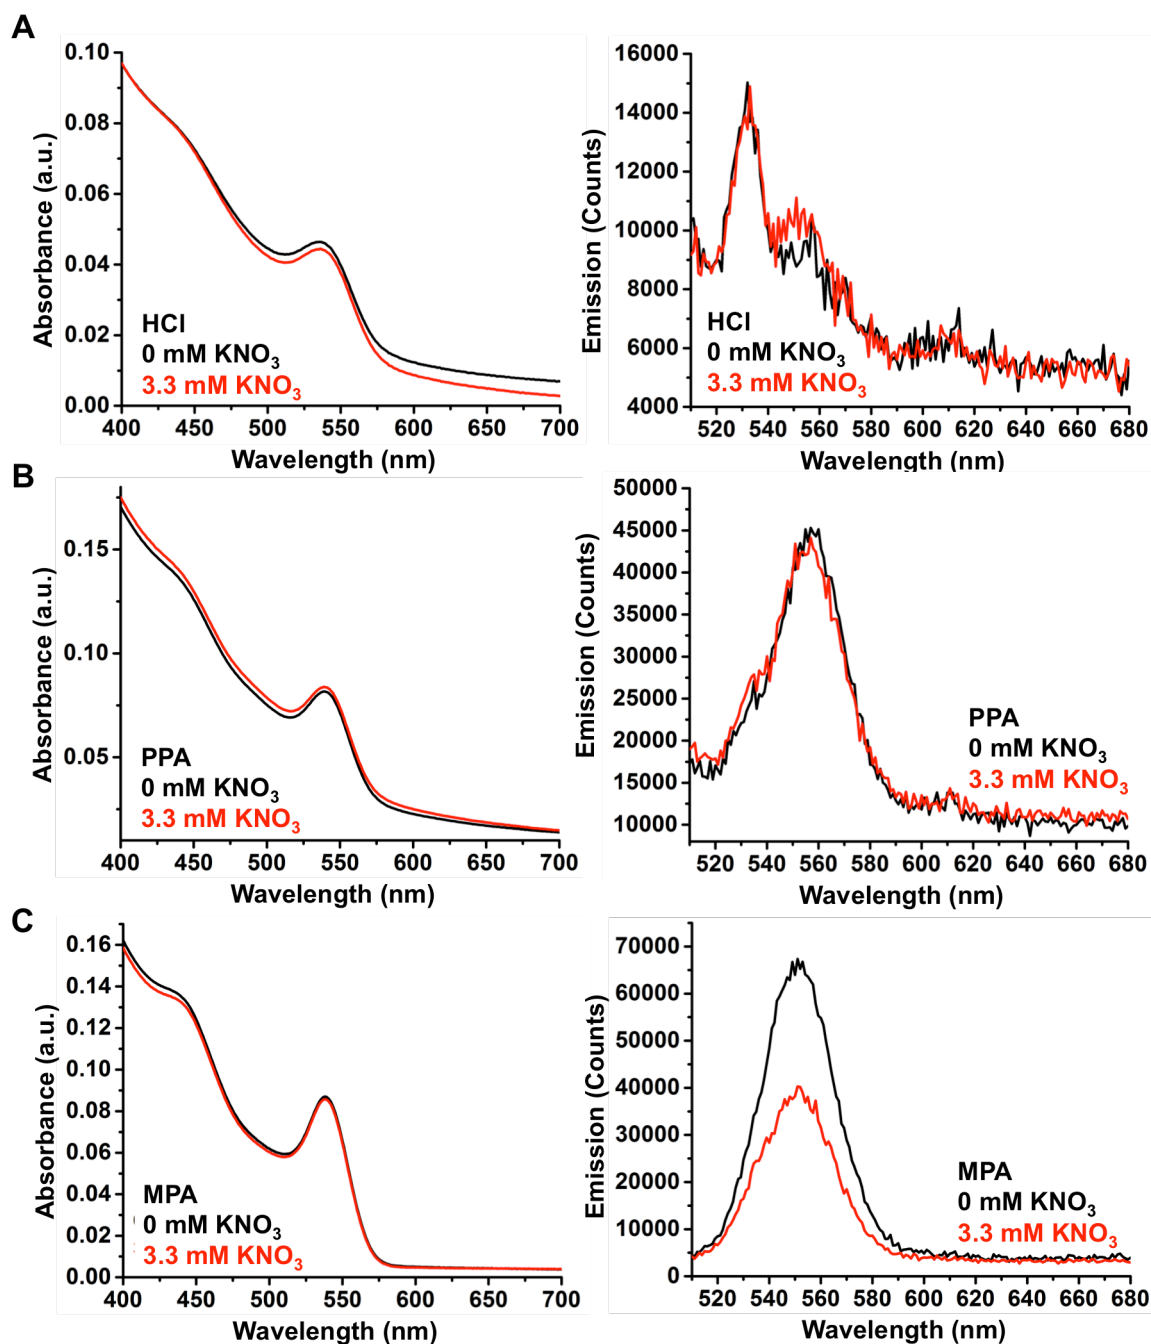 A
Absorbance (a.u.)
0.10
0.08
0.06
0.04
0.02
0.00
HCl
0 mM KNO3
3.3 mM KNO3
400 450 500 550 600 650 700
Wavelength (nm)
Emission (Counts)
16000
14000
12000
10000
8000
6000
4000
HCl
0 mM KNO3
3.3 mM KNO3
520 540 560 580 600 620 640 660 680
Wavelength (nm)
B
Absorbance (a.u.)
0.15
0.10
0.05
PPA
0 mM KNO3
3.3 mM KNO3
400 450 500 550 600 650 700
Wavelength (nm)
Emission (Counts)
50000
45000
40000
35000
30000
25000
20000
15000
10000
PPA
0 mM KNO3
3.3 mM KNO3
520 540 560 580 600 620 640 660 680
Wavelength (nm)
C
Absorbance (a.u.)
0.16
0.14
0.12
0.10
0.08
0.06
0.04
0.02
0.00
MPA
0 mM KNO3
3.3 mM KNO3
400 450 500 550 600 650 700
Wavelength (nm)
Emission (Counts)
70000
60000
50000
40000
30000
20000
10000
0
MPA
0 mM KNO3
3.3 mM KNO3
520 540 560 580 600 620 640 660 680
Wavelength (nm)